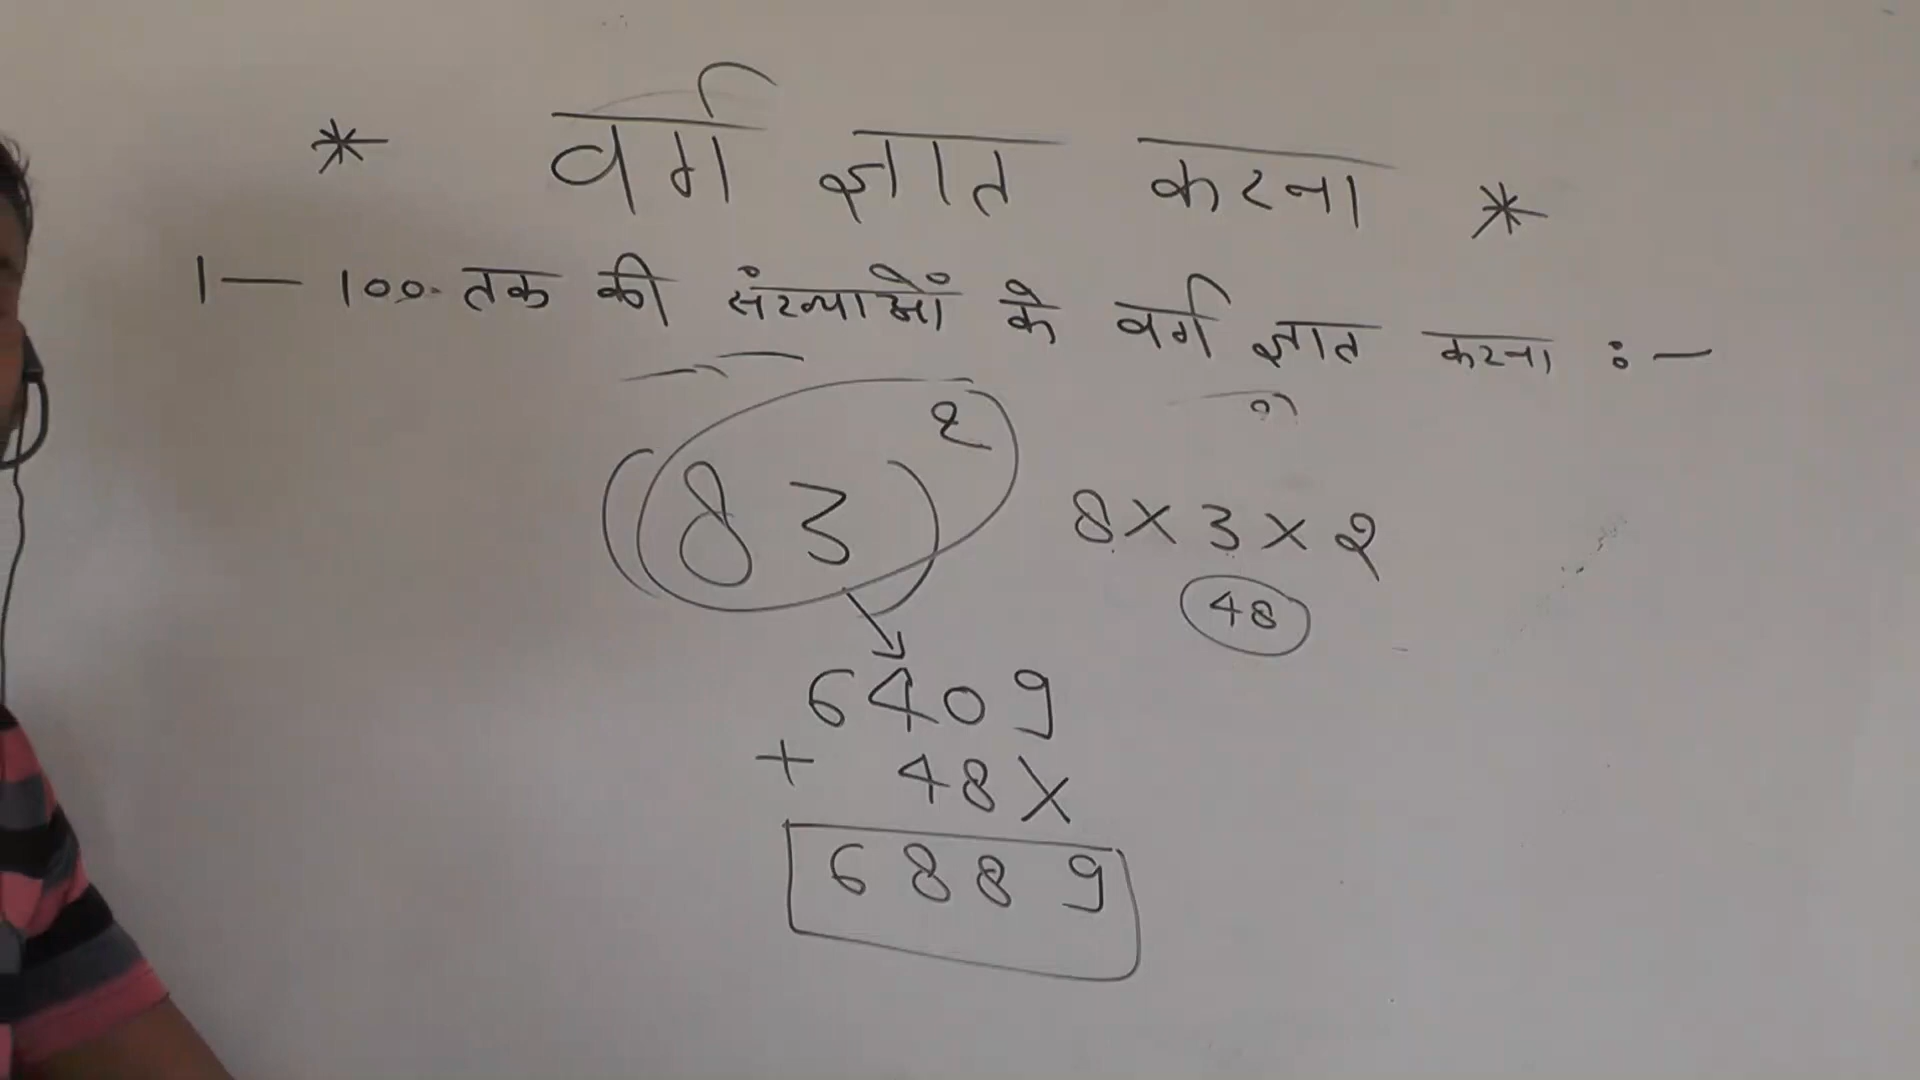 * वर्ग ज्ञात करना *
1 — 100 तक की संख्याओं के वर्ग ज्ञात करना :-
(83)²
8 × 3 × 2
48
6409
+ 48×
6889